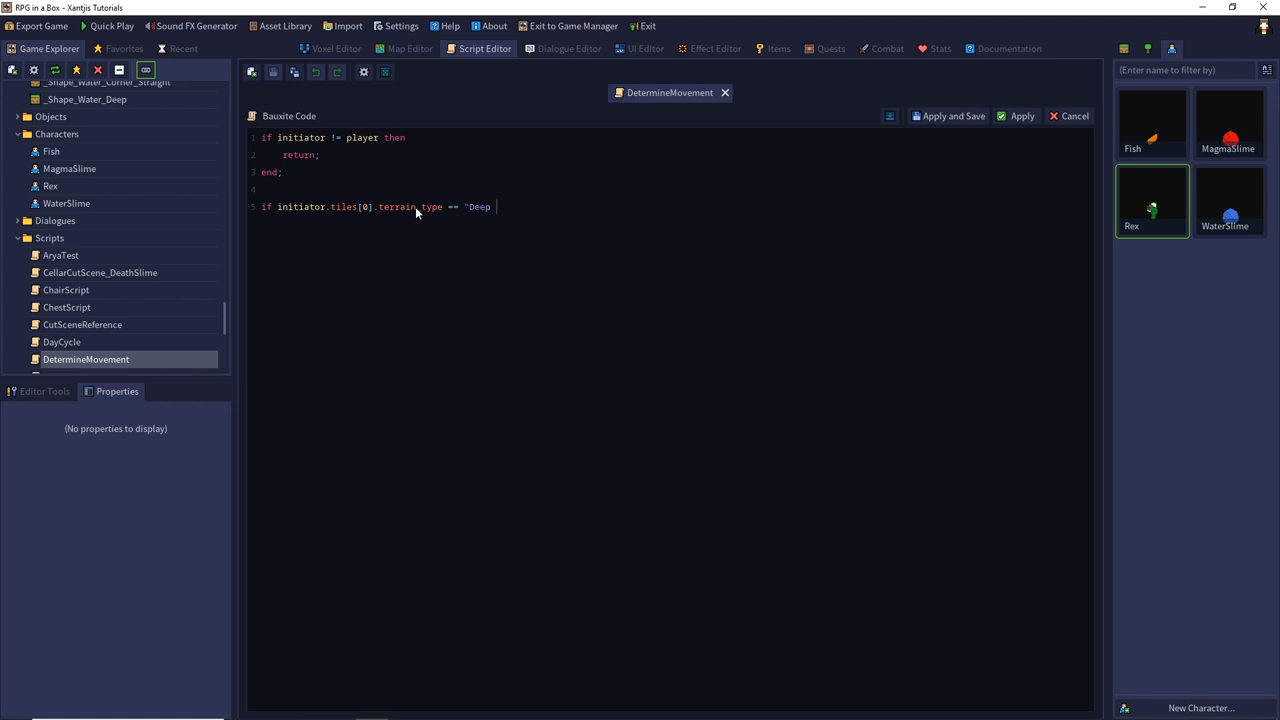 RPG in a Box - Xantjis Tutorials
Export Game Quick Play Sound FX Generator Asset Library Import Settings Help About Exit to Game Manager Exit
Game Explorer Favorites Recent Voxel Editor Map Editor Script Editor Dialogue Editor UI Editor Effect Editor Items Quests Combat Stats Documentation
(Enter name to filter by)
_Shape_Water_Corner_Straight
_Shape_Water_Deep
Objects
Characters
Fish
MagmaSlime
Rex
WaterSlime
Dialogues
Scripts
AryaTest
CellarCutScene_DeathSlime
ChairScript
ChestScript
CutSceneReference
DayCycle
DetermineMovement
Editor Tools Properties
(No properties to display)
DetermineMovement
Bauxite Code Apply and Save Apply Cancel
1 if initiator != player then
2 return;
3 end;
4
5 if initiator.tiles[0].terrain_type == "Deep
Fish MagmaSlime
Rex WaterSlime
New Character...